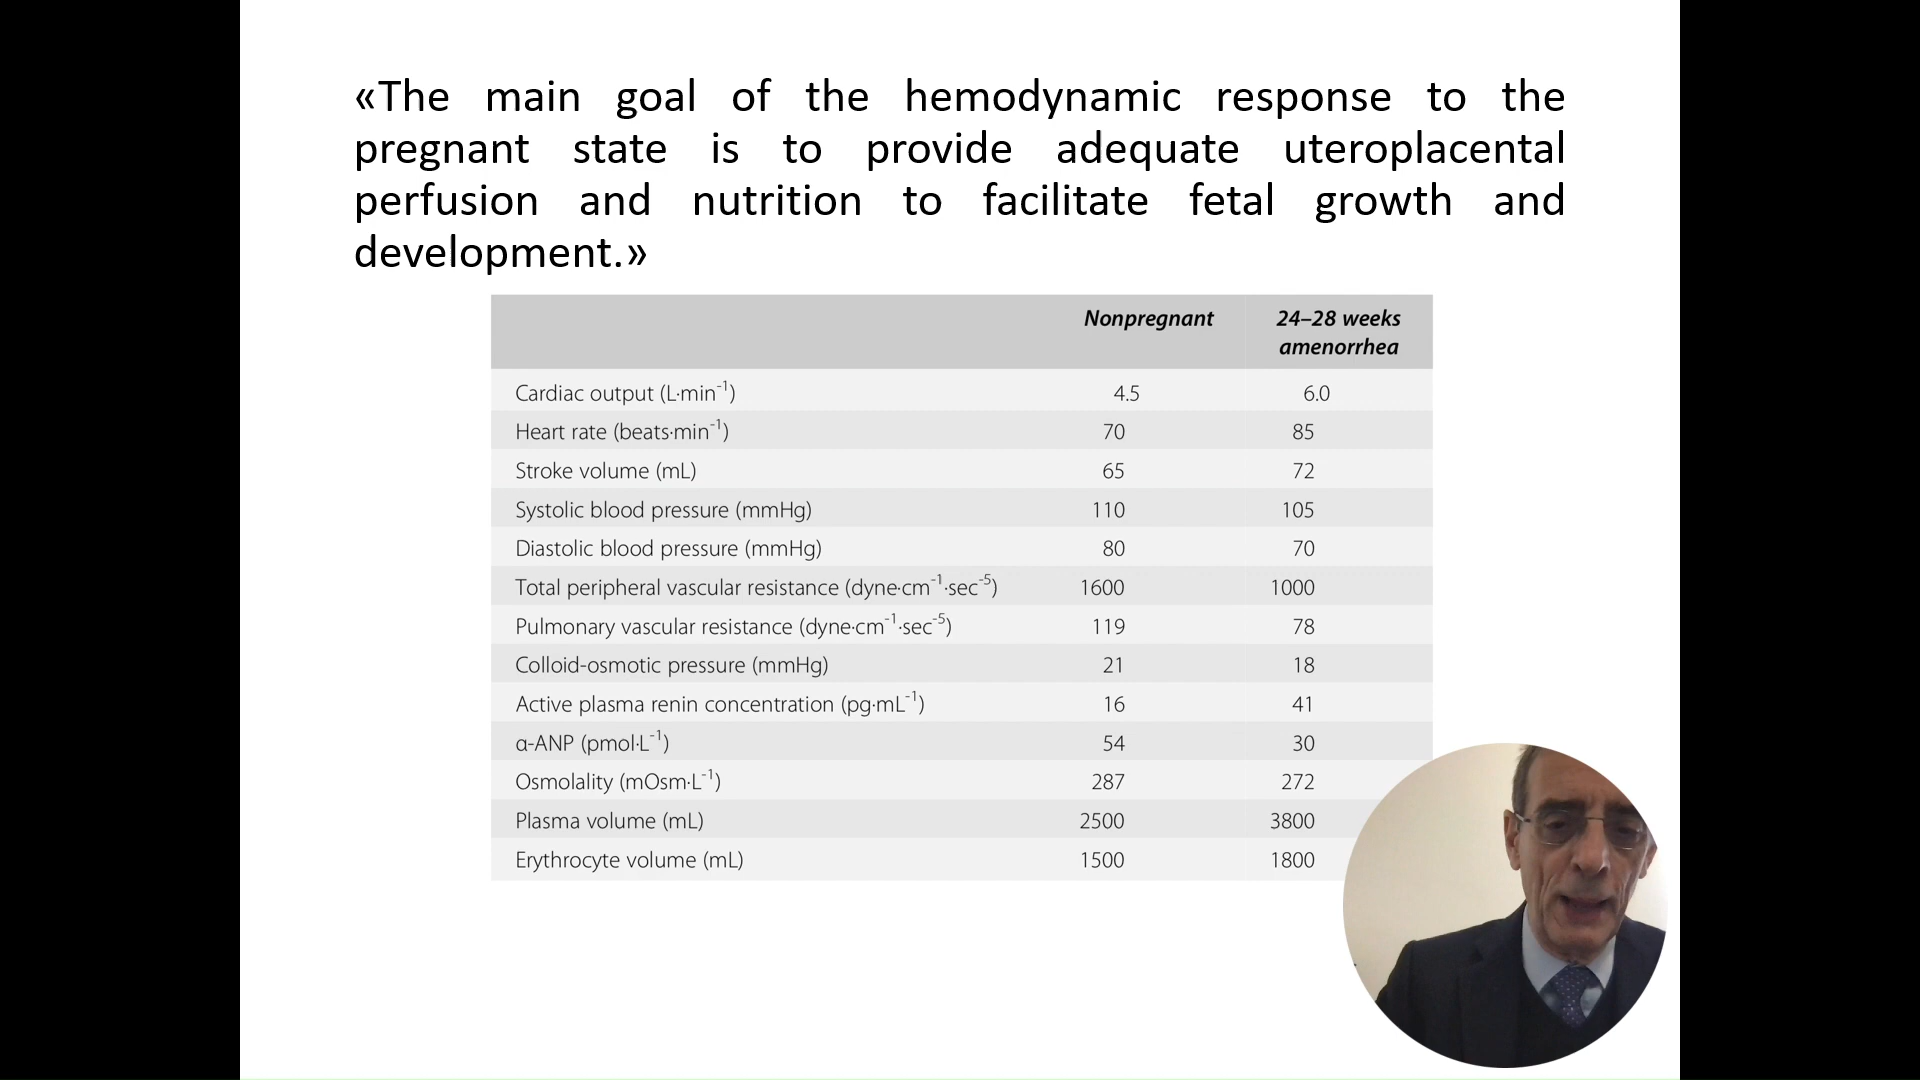 «The main goal of the hemodynamic response to the
pregnant state is to provide adequate uteroplacental
perfusion and nutrition to facilitate fetal growth and
development.»
Nonpregnant 24–28 weeks
amenorrhea
Cardiac output (L·min⁻¹) 4.5 6.0
Heart rate (beats·min⁻¹) 70 85
Stroke volume (mL) 65 72
Systolic blood pressure (mmHg) 110 105
Diastolic blood pressure (mmHg) 80 70
Total peripheral vascular resistance (dyne·cm⁻¹·sec⁻⁵) 1600 1000
Pulmonary vascular resistance (dyne·cm⁻¹·sec⁻⁵) 119 78
Colloid-osmotic pressure (mmHg) 21 18
Active plasma renin concentration (pg·mL⁻¹) 16 41
α-ANP (pmol·L⁻¹) 54 30
Osmolality (mOsm·L⁻¹) 287 272
Plasma volume (mL) 2500 3800
Erythrocyte volume (mL) 1500 1800